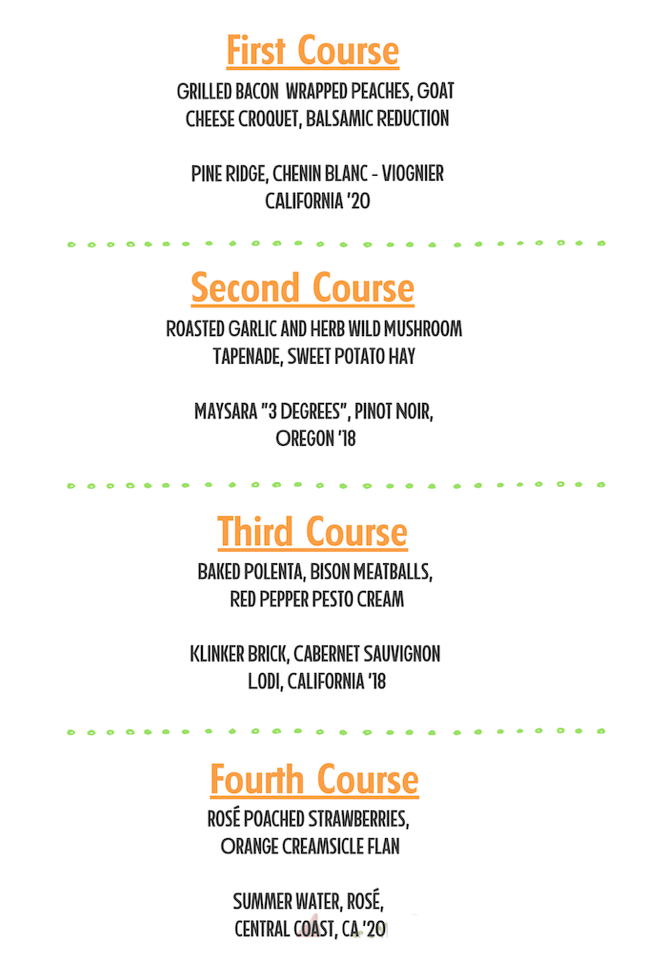 First Course
GRILLED BACON WRAPPED PEACHES, GOAT
CHEESE CROQUET, BALSAMIC REDUCTION
PINE RIDGE, CHENIN BLANC - VIOGNIER
CALIFORNIA '20
Second Course
ROASTED GARLIC AND HERB WILD MUSHROOM
TAPENADE, SWEET POTATO HAY
MAYSARA "3 DEGREES", PINOT NOIR,
OREGON '18
Third Course
BAKED POLENTA, BISON MEATBALLS,
RED PEPPER PESTO CREAM
KLINKER BRICK, CABERNET SAUVIGNON
LODI, CALIFORNIA '18
Fourth Course
ROSÉ POACHED STRAWBERRIES,
ORANGE CREAMSICLE FLAN
SUMMER WATER, ROSÉ,
CENTRAL COAST, CA '20